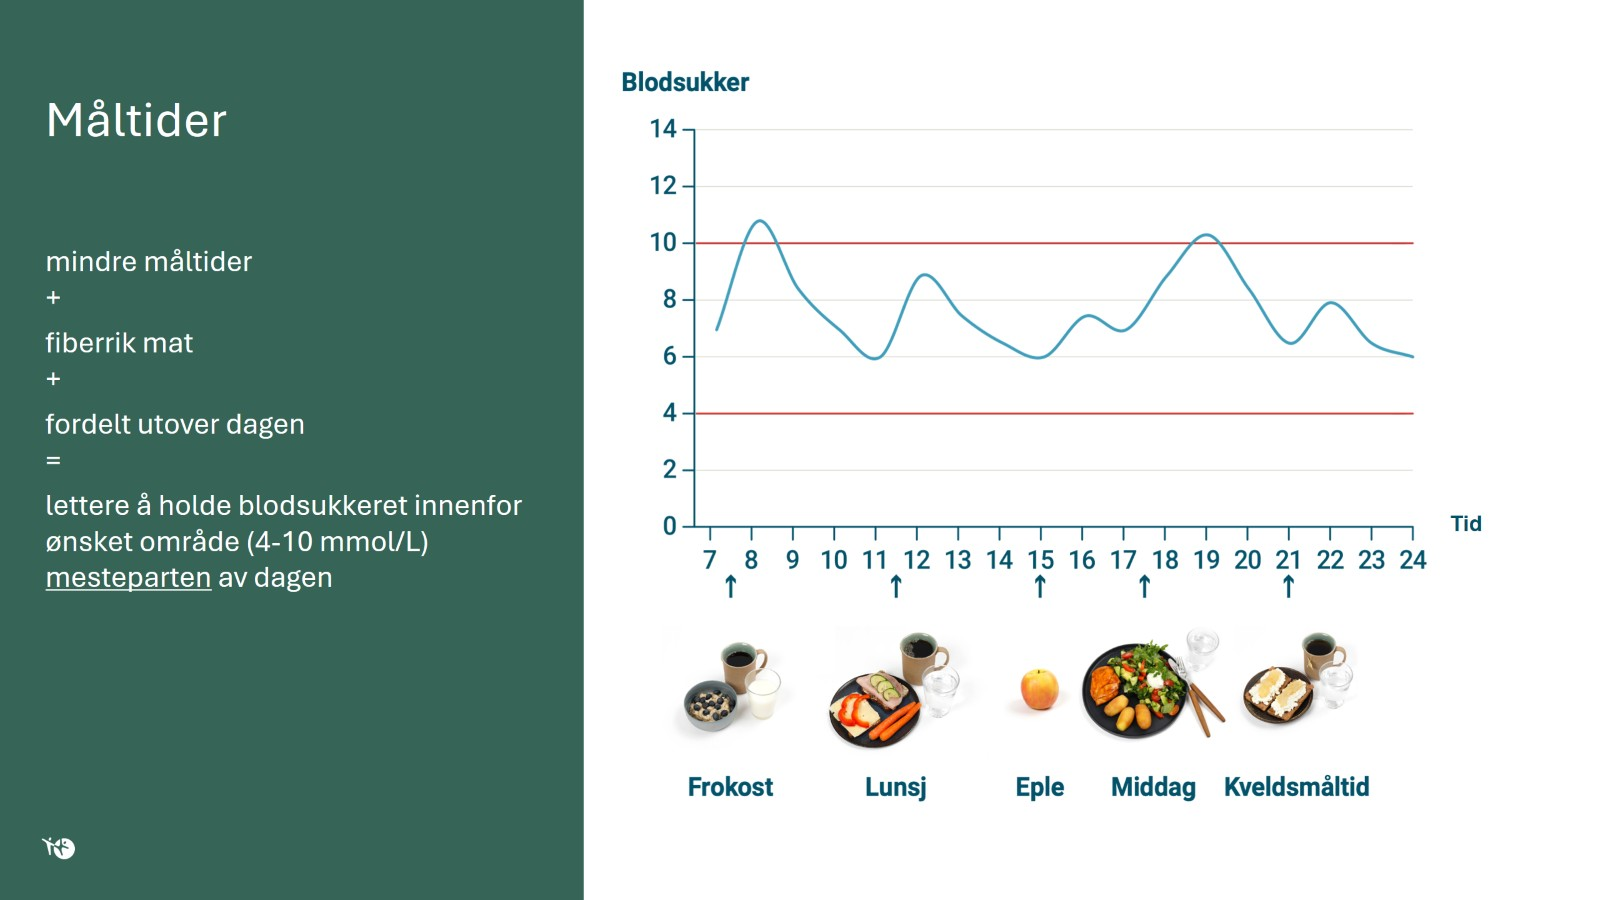 Måltider
mindre måltider
+
fiberrik mat
+
fordelt utover dagen
=
lettere å holde blodsukkeret innenfor
ønsket område (4-10 mmol/L)
mesteparten av dagen
Blodsukker
14
12
10
8
6
4
2
0
Tid
7 8 9 10 11 12 13 14 15 16 17 18 19 20 21 22 23 24
Frokost Lunsj Eple Middag Kveldsmåltid